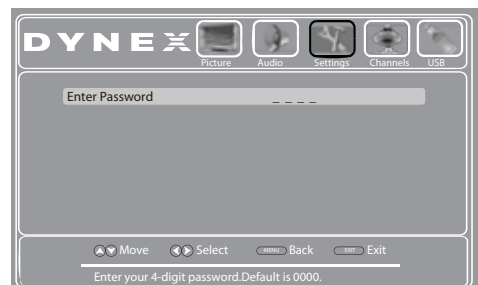 DYNEX
Picture Audio Settings Channels USB
Enter Password _ _ _ _
Move Select MENU Back EXIT Exit
Enter your 4-digit password.Default is 0000.